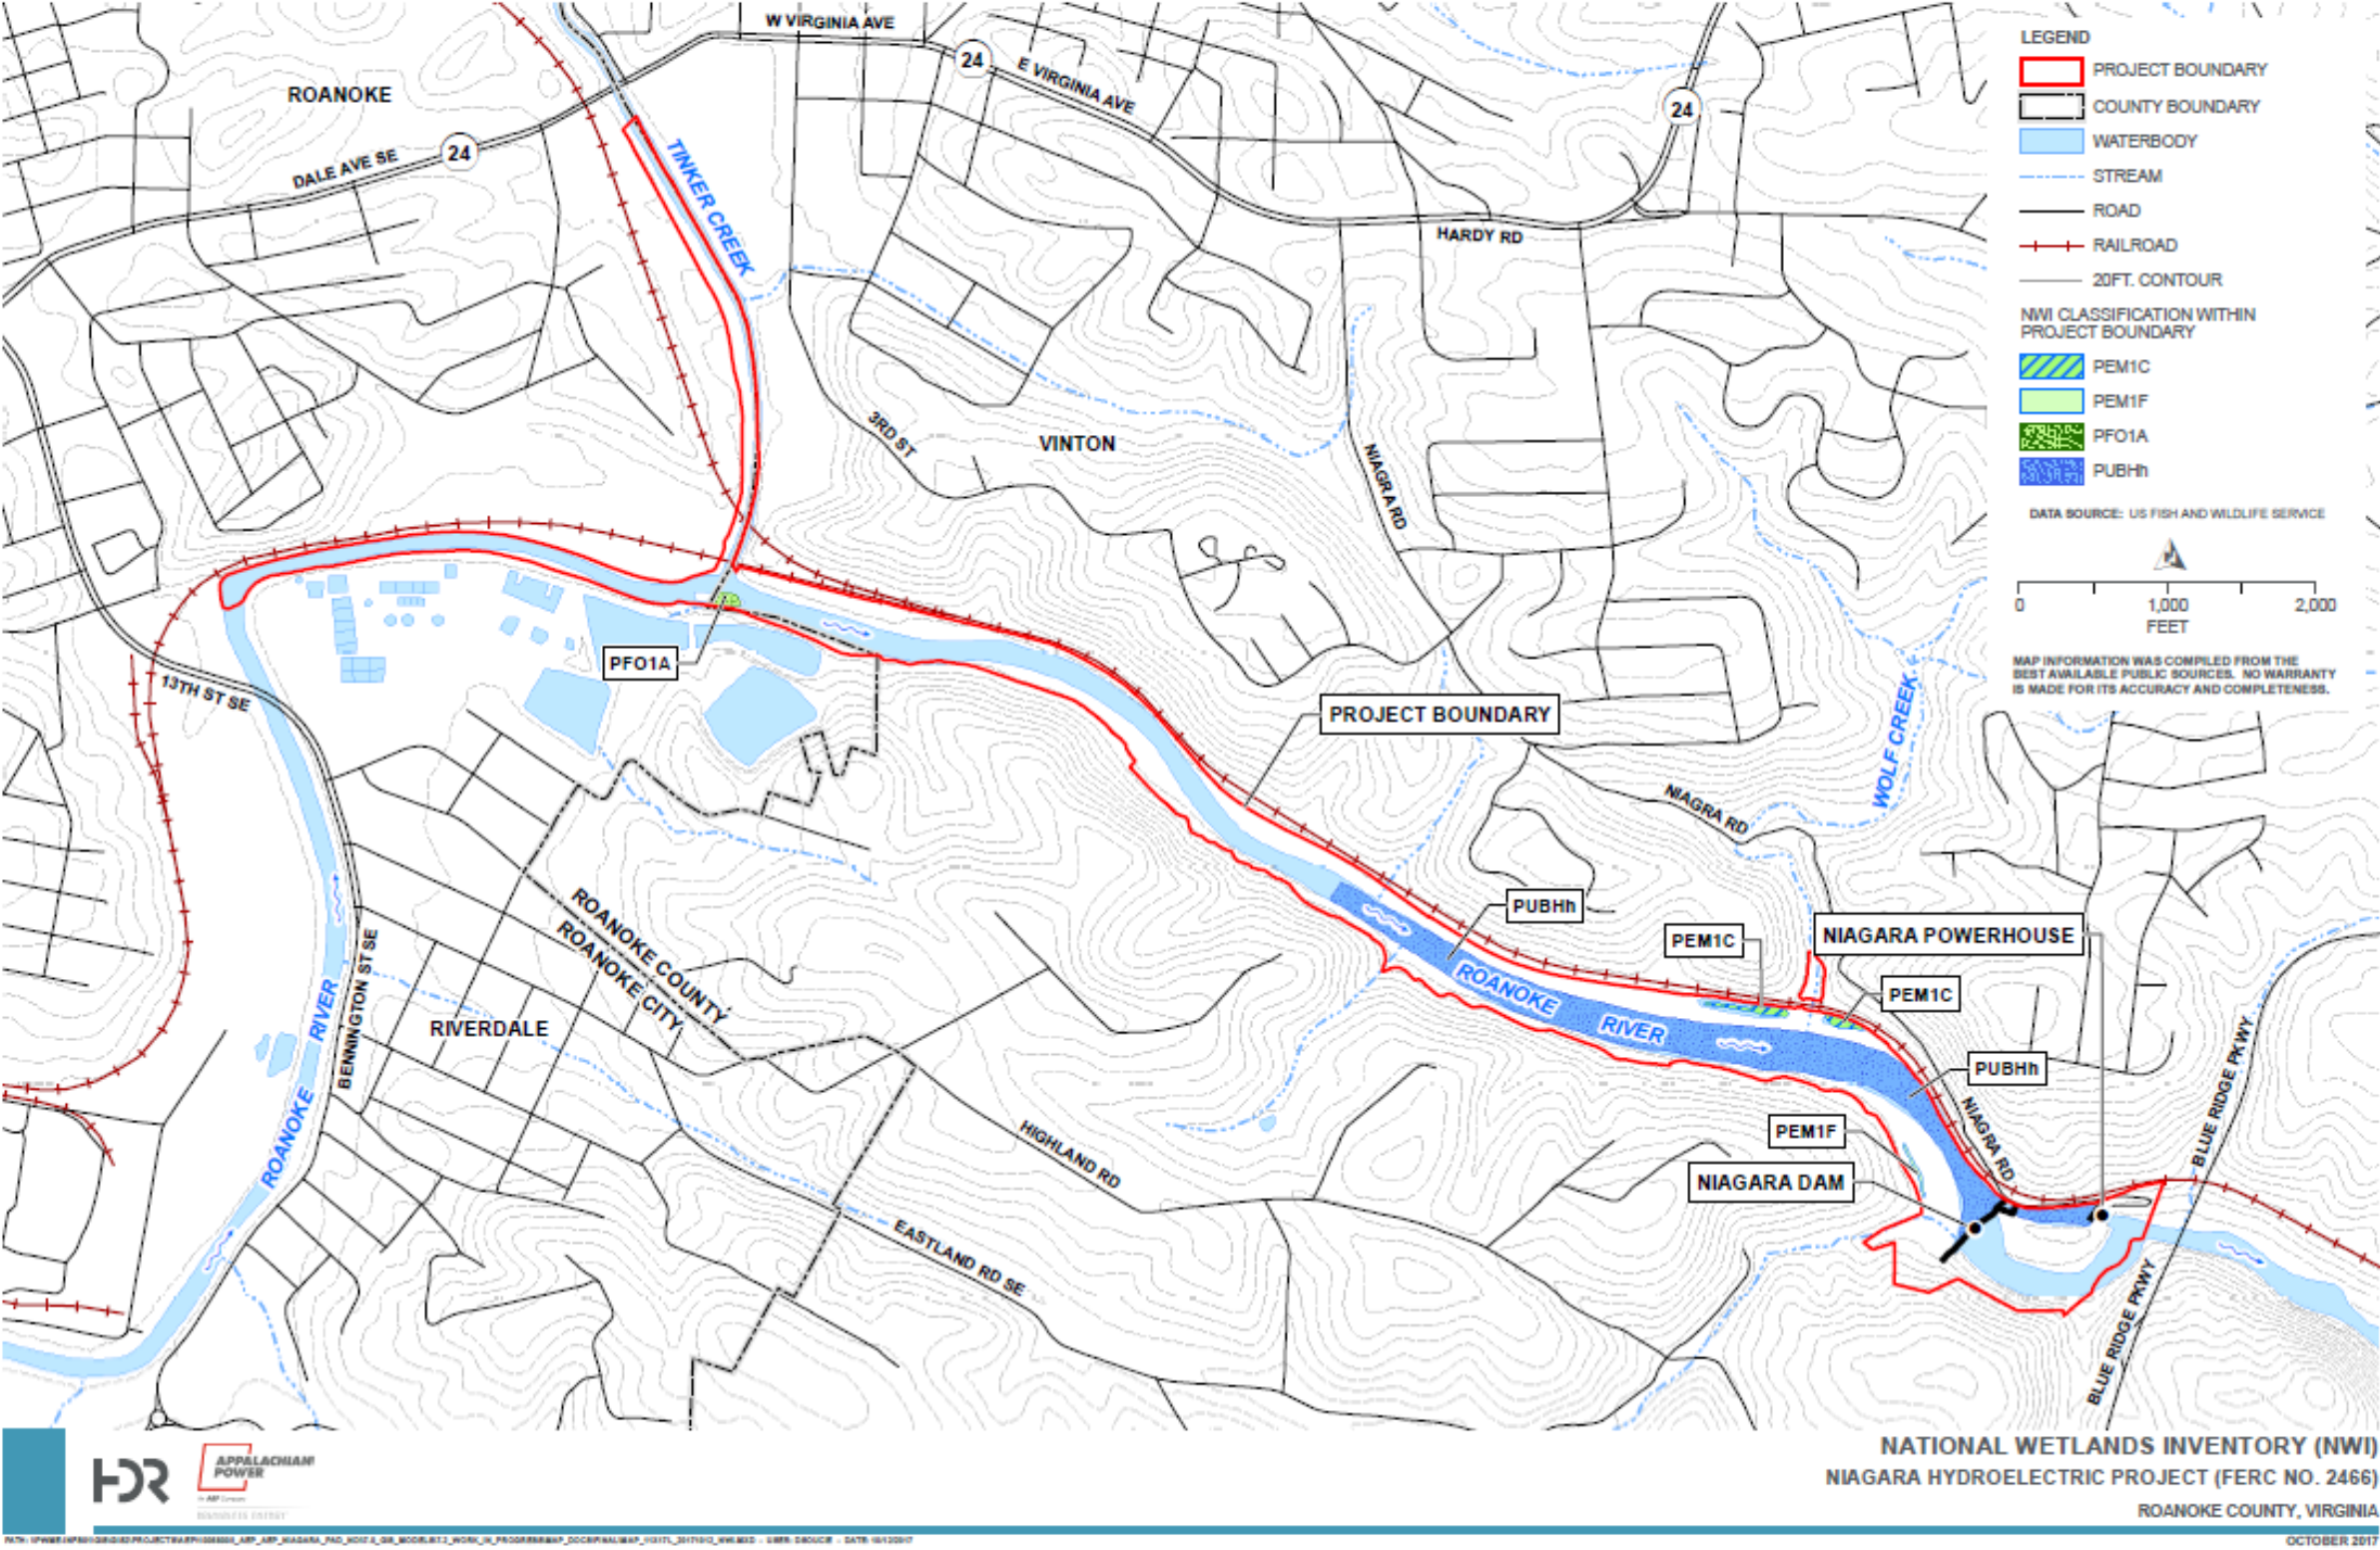 W VIRGINIA AVE
24
E VIRGINIA AVE
24
ROANOKE
DALE AVE SE
24
TINKER CREEK
HARDY RD
3RD ST
VINTON
NIAGRA RD
PFO1A
13TH ST SE
PROJECT BOUNDARY
NIAGRA RD
WOLF CREEK
ROANOKE COUNTY
ROANOKE CITY
PUBHh
PEM1C
NIAGARA POWERHOUSE
PEM1C
ROANOKE RIVER
ROANOKE RIVER
BENNINGTON ST SE
RIVERDALE
PUBHh
NIAGRA RD
BLUE RIDGE PKWY
HIGHLAND RD
PEM1F
NIAGARA DAM
EASTLAND RD SE
BLUE RIDGE PKWY
LEGEND
PROJECT BOUNDARY
COUNTY BOUNDARY
WATERBODY
STREAM
ROAD
RAILROAD
20FT. CONTOUR
NWI CLASSIFICATION WITHIN
PROJECT BOUNDARY
PEM1C
PEM1F
PFO1A
PUBHh
DATA SOURCE: US FISH AND WILDLIFE SERVICE
0 1,000 2,000
FEET
MAP INFORMATION WAS COMPILED FROM THE
BEST AVAILABLE PUBLIC SOURCES. NO WARRANTY
IS MADE FOR ITS ACCURACY AND COMPLETENESS.
HDR
APPALACHIAN
POWER
NATIONAL WETLANDS INVENTORY (NWI)
NIAGARA HYDROELECTRIC PROJECT (FERC NO. 2466)
ROANOKE COUNTY, VIRGINIA
OCTOBER 2017